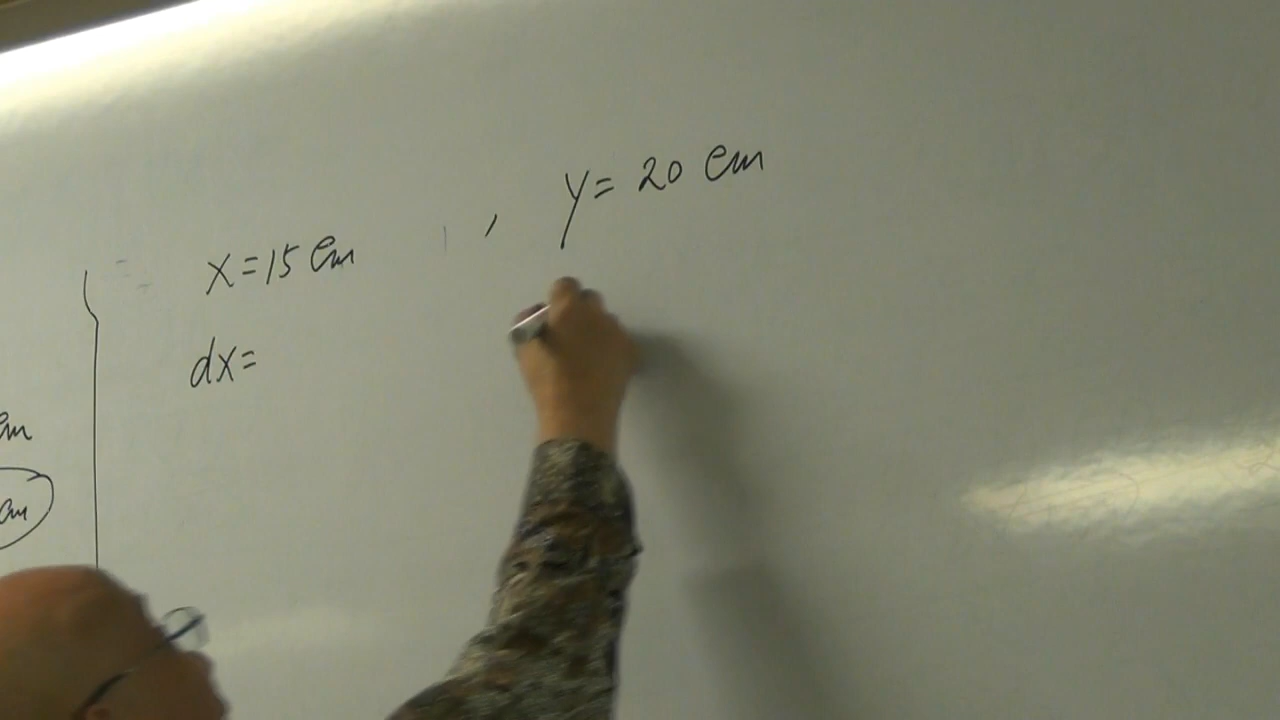 x = 15 cm , y = 20 cm
dx =
cm
cm